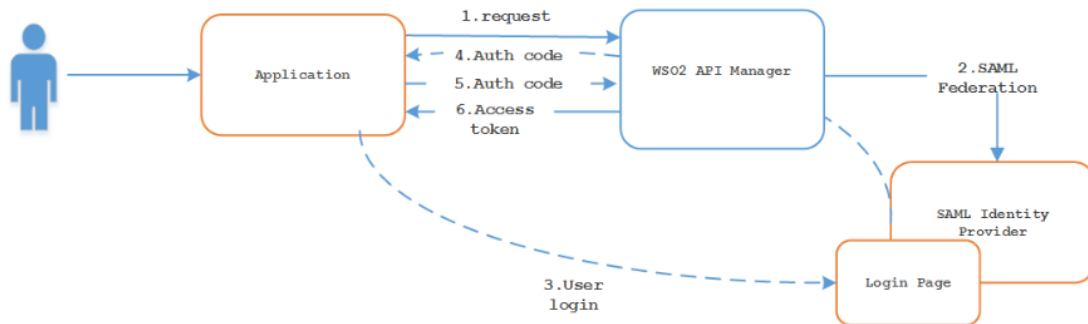 1.request
4.Auth code
Application
WSO2 API Manager
2.SAML
Federation
5.Auth code
6.Access
token
SAML Identity
Provider
3.User
login
Login Page